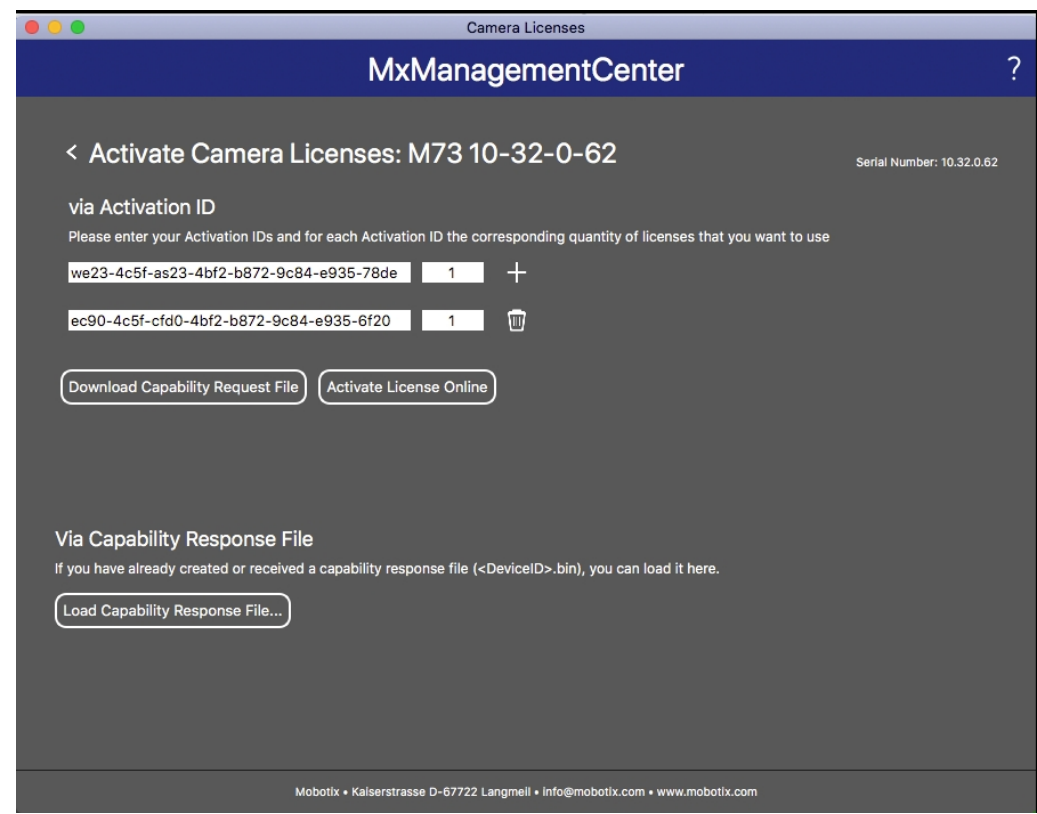 Camera Licenses
MxManagementCenter ?
< Activate Camera Licenses: M73 10-32-0-62
Serial Number: 10.32.0.62
via Activation ID
Please enter your Activation IDs and for each Activation ID the corresponding quantity of licenses that you want to use
we23-4c5f-as23-4bf2-b872-9c84-e935-78de 1 +
ec90-4c5f-cfd0-4bf2-b872-9c84-e935-6f20 1
Download Capability Request File Activate License Online
Via Capability Response File
If you have already created or received a capability response file (<DeviceID>.bin), you can load it here.
Load Capability Response File...
Mobotix • Kaiserstrasse D-67722 Langmeil • info@mobotix.com • www.mobotix.com